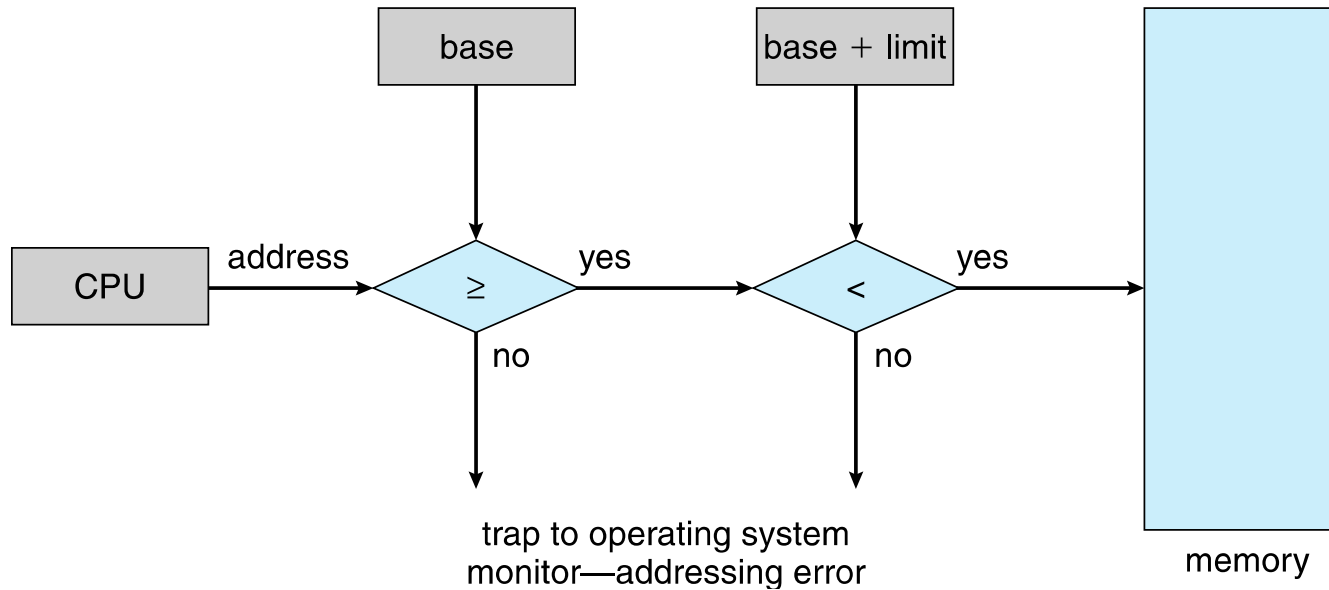 base
base + limit
CPU
address
≥
yes
<
yes
no
no
trap to operating system
monitor—addressing error
memory